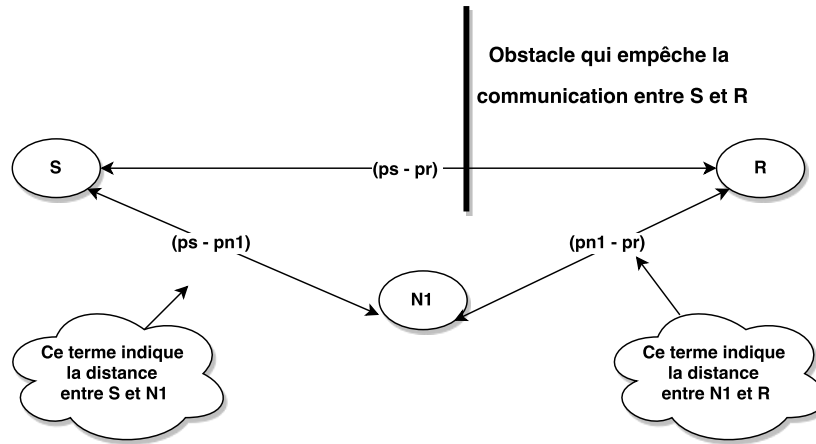 Obstacle qui empêche la
communication entre S et R
S
(ps - pr)
R
(ps - pn1)
(pn1 - pr)
N1
Ce terme indique
la distance
entre S et N1
Ce terme indique
la distance
entre N1 et R